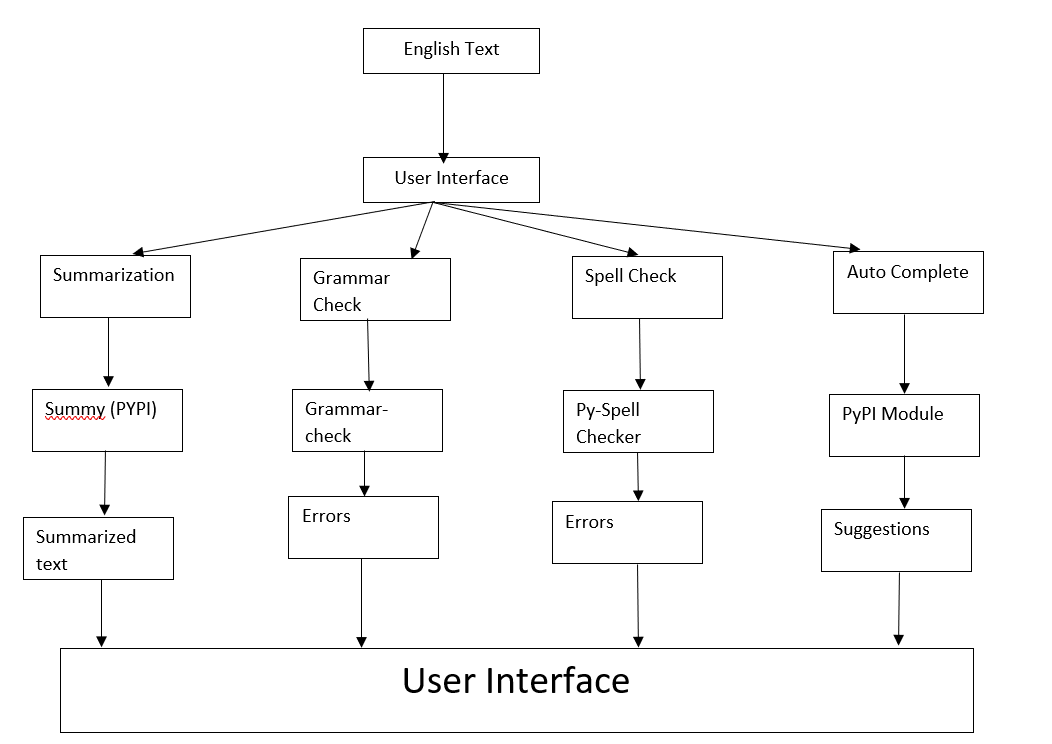 English Text
User Interface
Summarization
Grammar
Check
Spell Check
Auto Complete
Summy (PYPI)
Grammar-
check
Py-Spell
Checker
PyPI Module
Summarized
text
Errors
Errors
Suggestions
User Interface